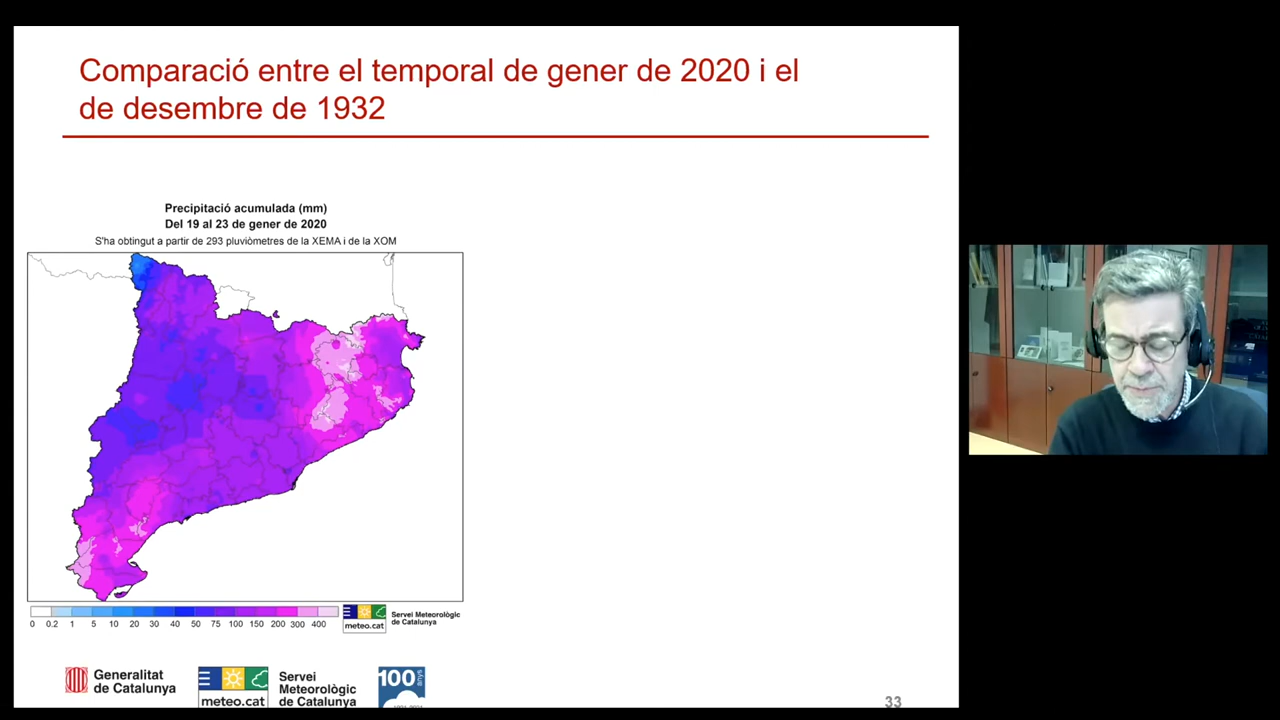 Comparació entre el temporal de gener de 2020 i el
de desembre de 1932
Precipitació acumulada (mm)
Del 19 al 23 de gener de 2020
S'ha obtingut a partir de 293 pluviòmetres de la XEMA i de la XOM
0 0.2 1 5 10 20 30 40 50 75 100 150 200 300 400
meteo.cat
Servei Meteorològic
de Catalunya
Generalitat
de Catalunya
meteo.cat
Servei
Meteorològic
de Catalunya
100 anys
33